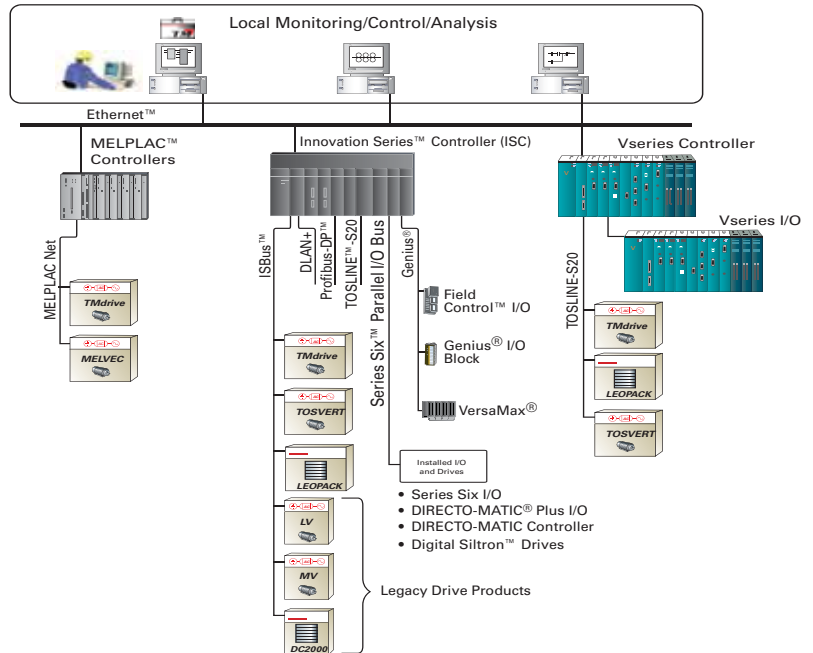 Local Monitoring/Control/Analysis
TM
Ethernet™
MELPLAC™
Controllers
Innovation Series™ Controller (ISC)
Vseries Controller
Vseries I/O
MELPLAC Net
TMdrive
MELVEC
ISBus™
DLAN+
Profibus-DP™
TOSLINE™-S20
Series Six™ Parallel I/O Bus
Genius®
TMdrive
TOSVERT
LEOPACK
LV
MV
DC2000
Field
Control™ I/O
Genius® I/O
Block
VersaMax®
Installed I/O
and Drives
• Series Six I/O
• DIRECTO-MATIC® Plus I/O
• DIRECTO-MATIC Controller
• Digital Siltron™ Drives
Legacy Drive Products
TOSLINE-S20
TMdrive
LEOPACK
TOSVERT